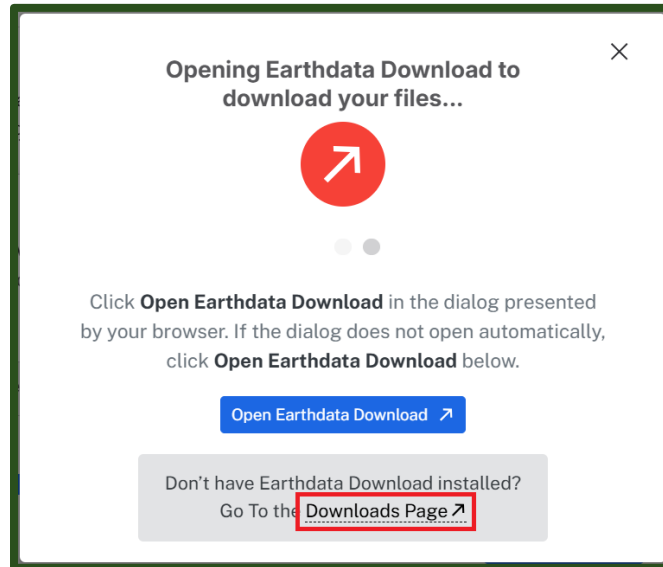 Opening Earthdata Download to
download your files...
Click Open Earthdata Download in the dialog presented
by your browser. If the dialog does not open automatically,
click Open Earthdata Download below.
Open Earthdata Download
Don't have Earthdata Download installed?
Go To the Downloads Page